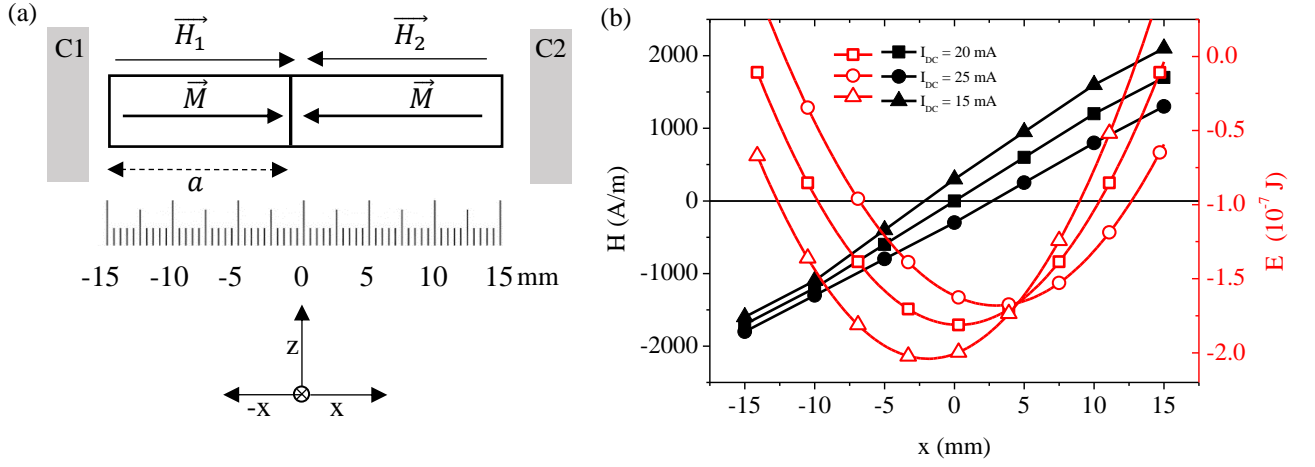 (a)
C1
H₁
H₂
C2
M
M
a
-15 -10 -5 0 5 10 15 mm
z
-x x
(b)
2000
1000
0
-1000
-2000
H (A/m)
I_DC = 20 mA
I_DC = 25 mA
I_DC = 15 mA
0.0
-0.5
-1.0
-1.5
-2.0
E (10⁻⁷ J)
-15 -10 -5 0 5 10 15
x (mm)